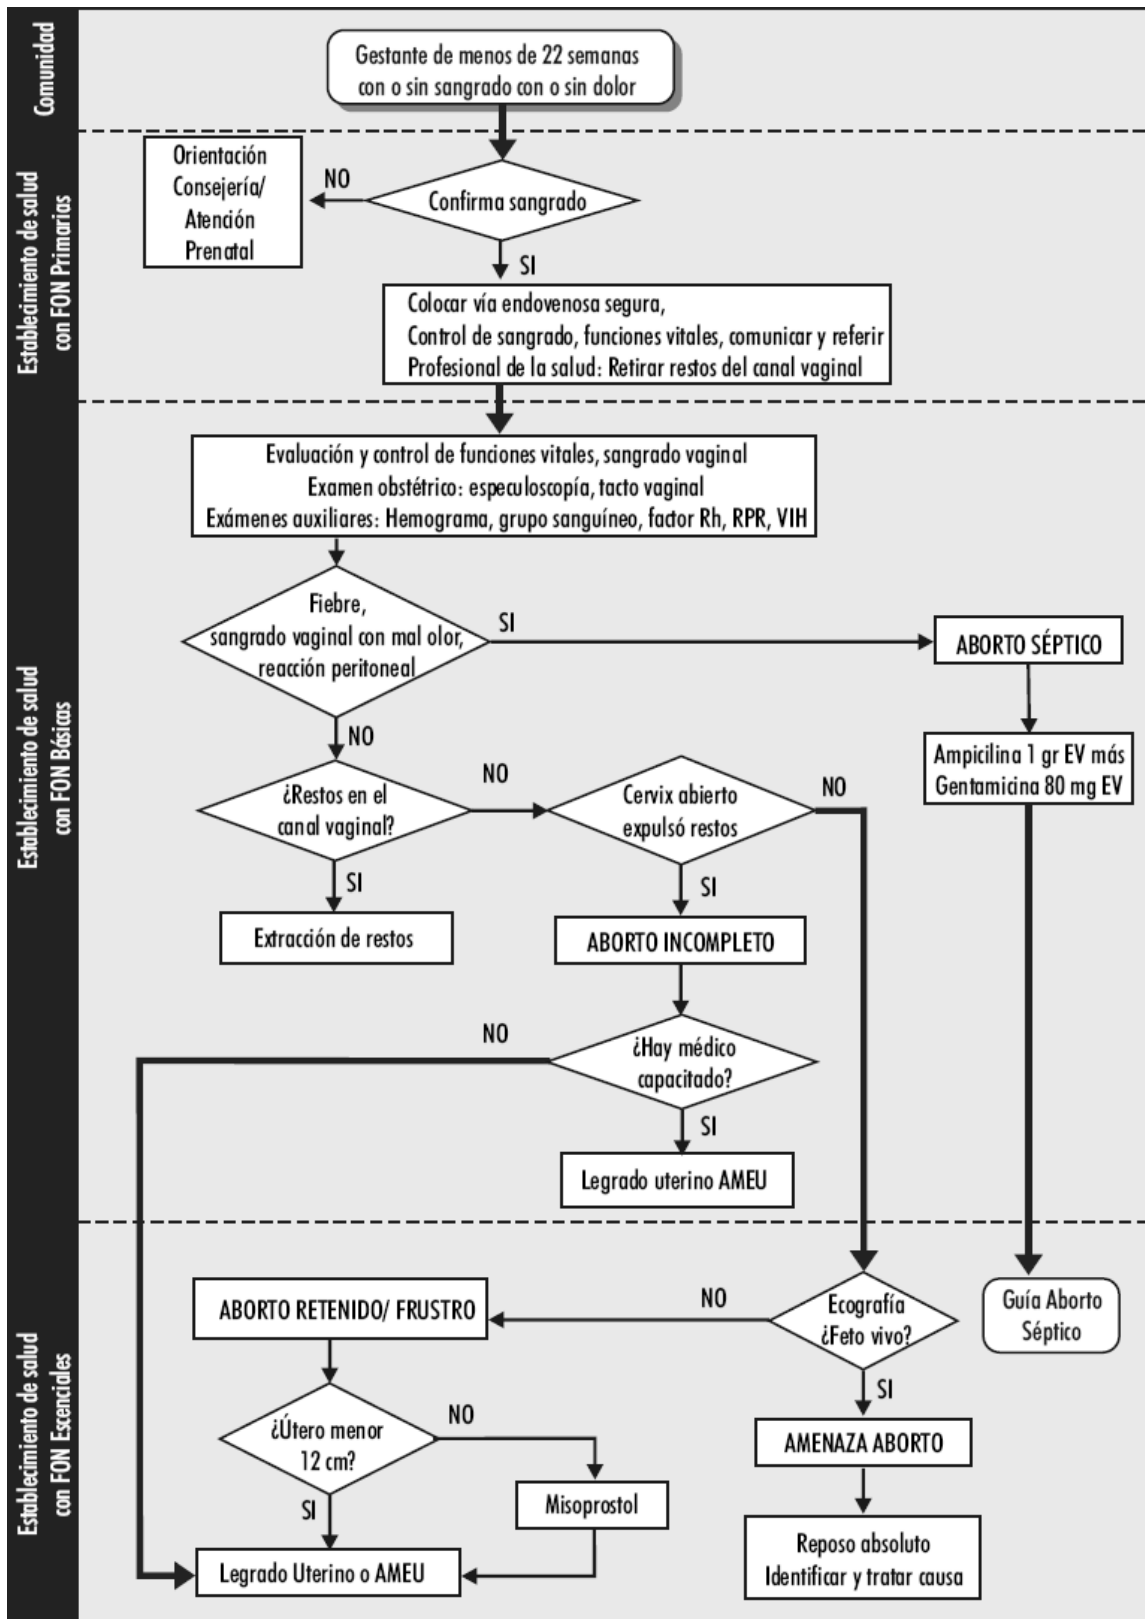 Comunidad
Gestante de menos de 22 semanas
con o sin sangrado con o sin dolor
Establecimiento de salud
con FON Primarias
Orientación
Consejería/
Atención
Prenatal
NO
Confirma sangrado
SI
Colocar vía endovenosa segura,
Control de sangrado, funciones vitales, comunicar y referir
Profesional de la salud: Retirar restos del canal vaginal
Establecimiento de salud
con FON Básicas
Evaluación y control de funciones vitales, sangrado vaginal
Examen obstétrico: especuloscopía, tacto vaginal
Exámenes auxiliares: Hemograma, grupo sanguíneo, factor Rh, RPR, VIH
Fiebre,
sangrado vaginal con mal olor,
reacción peritoneal
SI
ABORTO SÉPTICO
Ampicilina 1 gr EV más
Gentamicina 80 mg EV
NO
¿Restos en el
canal vaginal?
NO
Cervix abierto
expulsó restos
NO
SI
Extracción de restos
SI
ABORTO INCOMPLETO
¿Hay médico
capacitado?
NO
SI
Legrado uterino AMEU
Establecimiento de salud
con FON Escenciales
ABORTO RETENIDO/ FRUSTRO
NO
Ecografía
¿Feto vivo?
Guía Aborto
Séptico
SI
¿Útero menor
12 cm?
NO
AMENAZA ABORTO
Misoprostol
SI
Legrado Uterino o AMEU
Reposo absoluto
Identificar y tratar causa